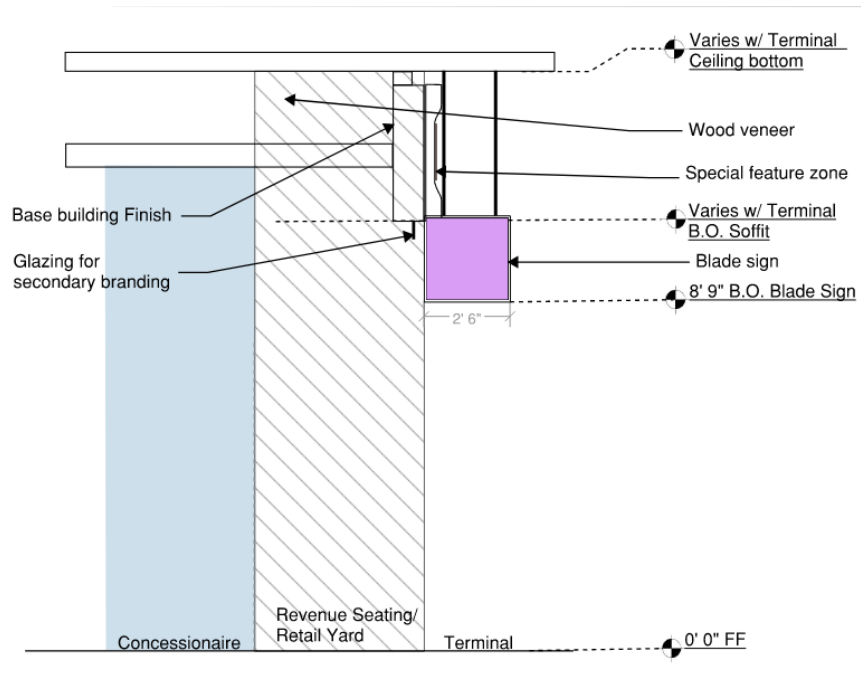 Varies w/ Terminal
Ceiling bottom
Wood veneer
Special feature zone
Base building Finish
Varies w/ Terminal
B.O. Soffit
Glazing for
secondary branding
Blade sign
8' 9" B.O. Blade Sign
2' 6"
Revenue Seating/
Retail Yard
Concessionaire
Terminal
0' 0" FF